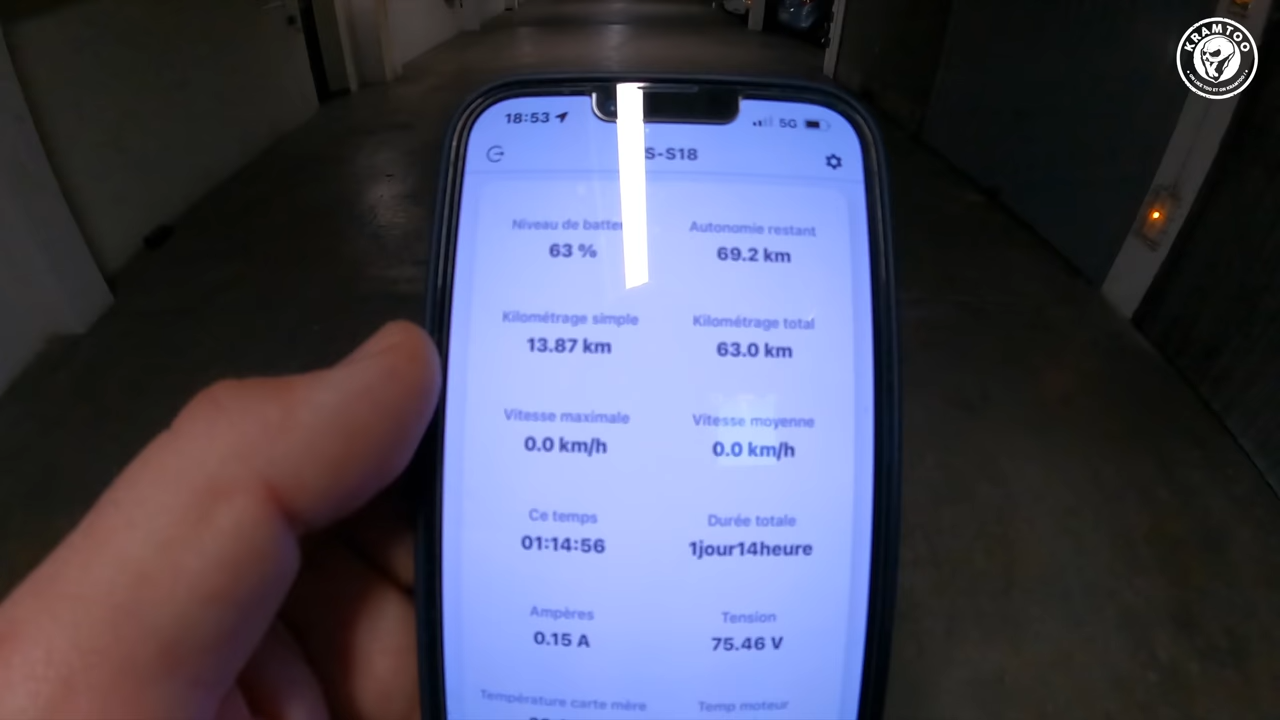 KRAMTOO
18:53
5G
S-S18
Niveau de batter
Autonomie restant
63 %
69.2 km
Kilométrage simple
Kilométrage total
13.87 km
63.0 km
Vitesse maximale
Vitesse moyenne
0.0 km/h
0.0 km/h
Ce temps
Durée totale
01:14:56
1jour14heure
Ampères
Tension
0.15 A
75.46 V
Température carte mère
Temp moteur